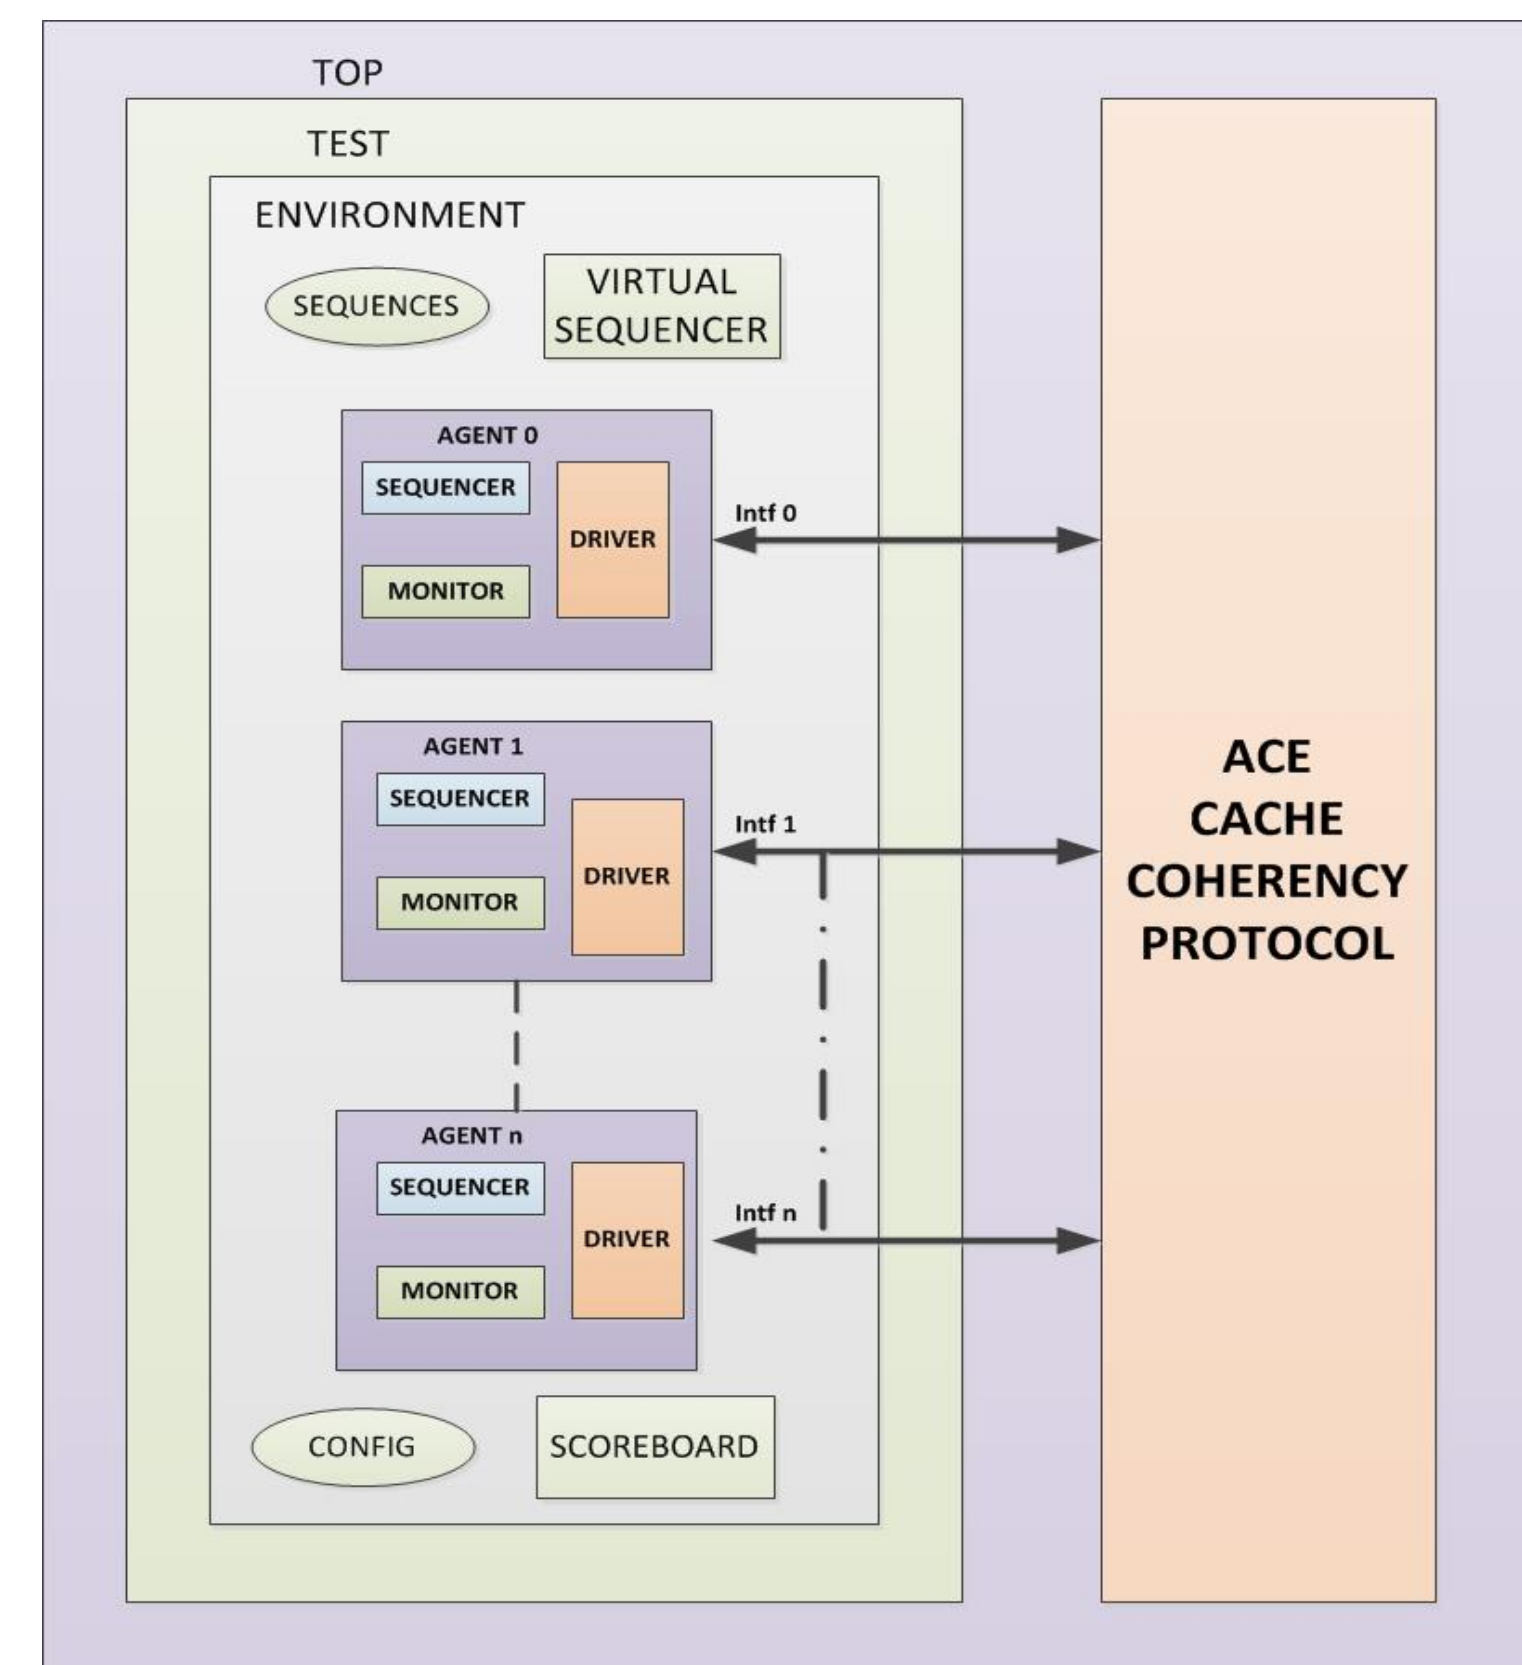 TOP
TEST
ENVIRONMENT
SEQUENCES
VIRTUAL
SEQUENCER
AGENT 0
SEQUENCER
DRIVER
MONITOR
Intf 0
AGENT 1
SEQUENCER
DRIVER
MONITOR
Intf 1
AGENT n
SEQUENCER
DRIVER
MONITOR
Intf n
CONFIG
SCOREBOARD
ACE
CACHE
COHERENCY
PROTOCOL